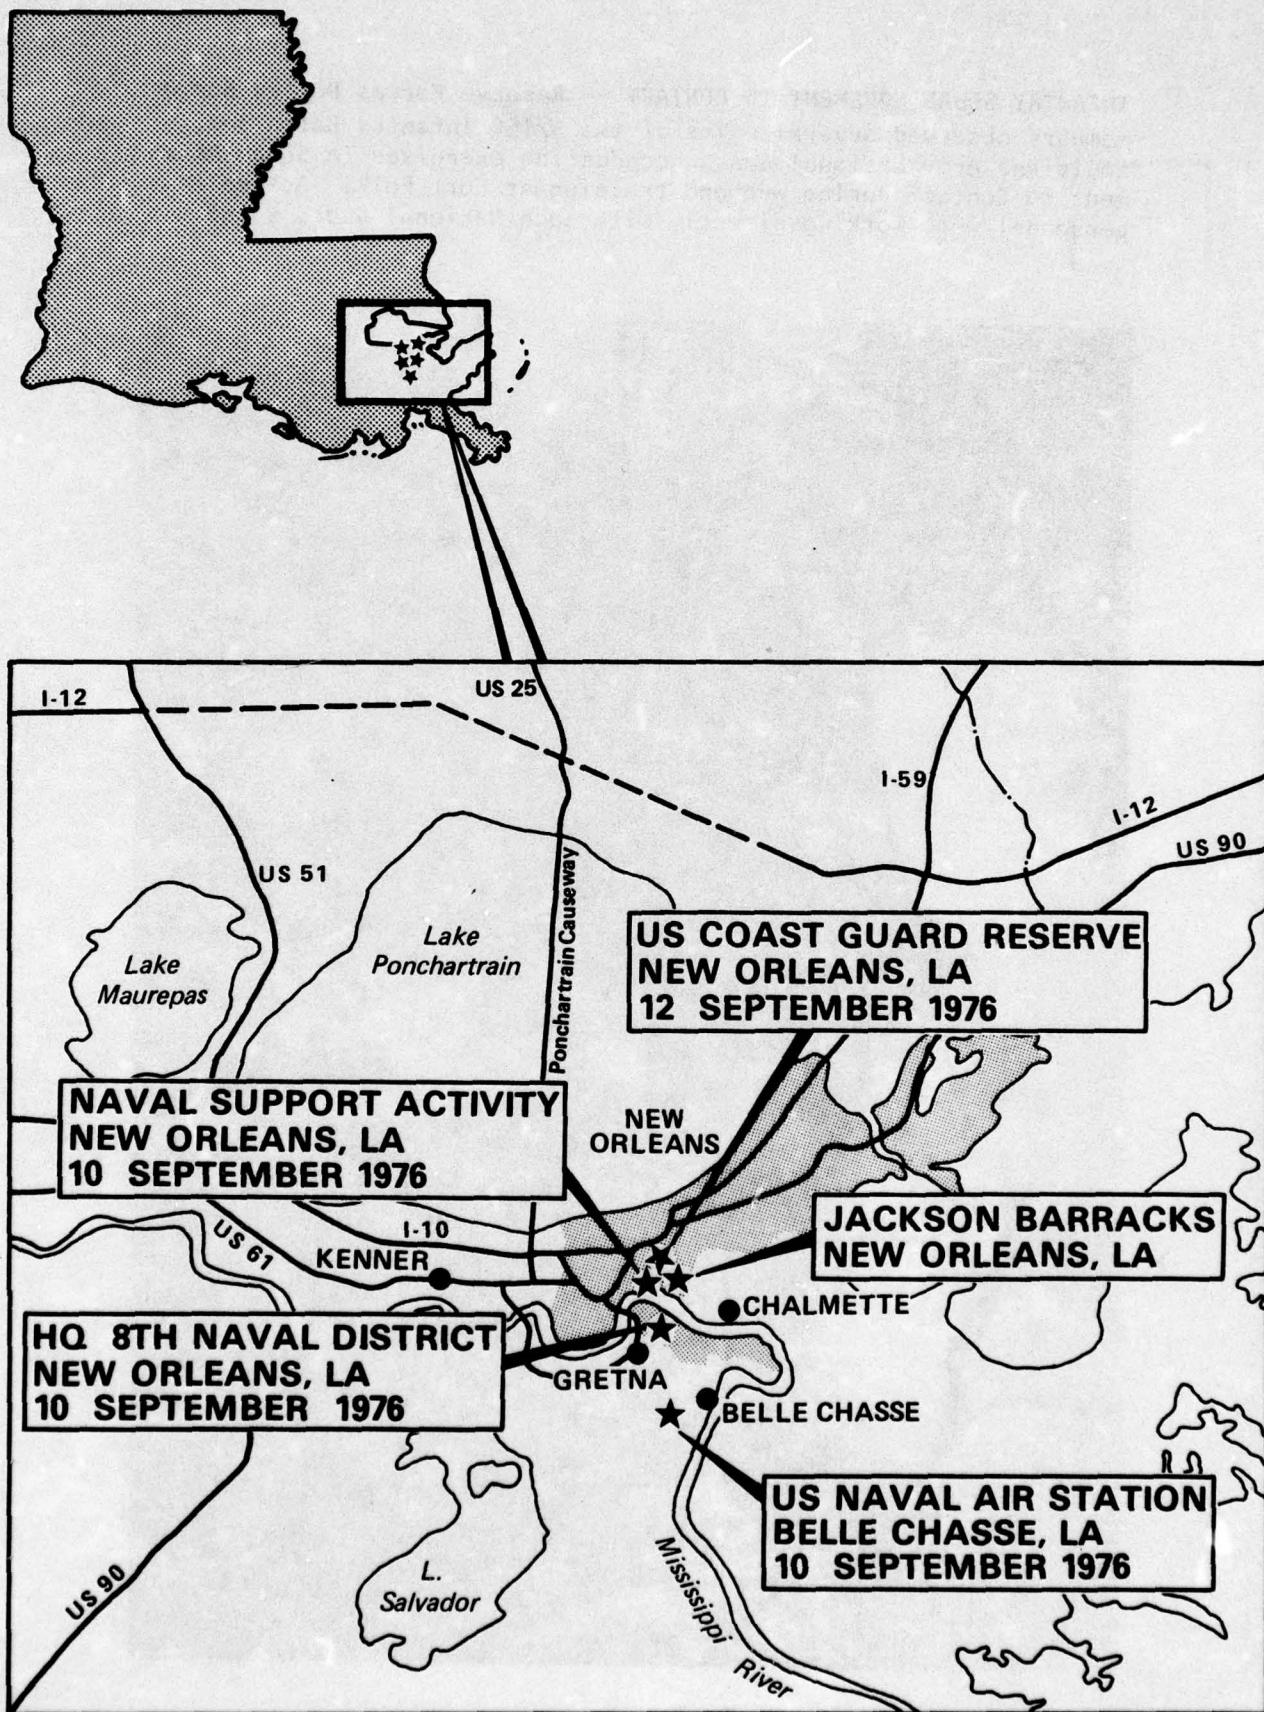 I-12
US 25
I-59
I-12
US 90
US 51
Ponchartrain Causeway
Lake
Maurepas
Lake
Ponchartrain
US COAST GUARD RESERVE
NEW ORLEANS, LA
12 SEPTEMBER 1976
NAVAL SUPPORT ACTIVITY
NEW ORLEANS, LA
10 SEPTEMBER 1976
NEW
ORLEANS
JACKSON BARRACKS
NEW ORLEANS, LA
I-10
US 61
KENNER
CHALMETTE
HQ 8TH NAVAL DISTRICT
NEW ORLEANS, LA
10 SEPTEMBER 1976
GRETNA
BELLE CHASSE
US NAVAL AIR STATION
BELLE CHASSE, LA
10 SEPTEMBER 1976
US 90
L.
Salvador
Mississippi
River